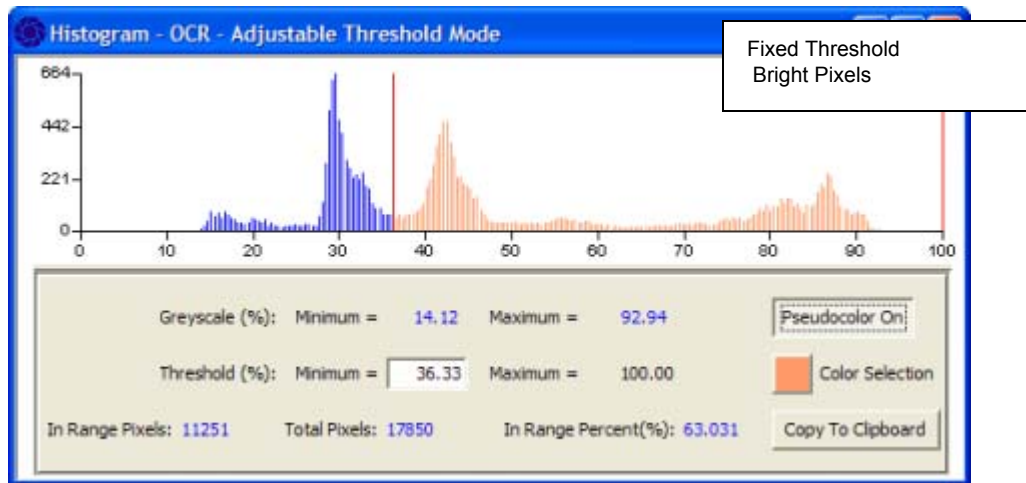 Histogram - OCR - Adjustable Threshold Mode
Fixed Threshold
Bright Pixels
664
442
221
0
0 10 20 30 40 50 60 70 80 90 100
Greyscale (%): Minimum = 14.12 Maximum = 92.94 Pseudocolor On
Threshold (%): Minimum = 36.33 Maximum = 100.00 Color Selection
In Range Pixels: 11251 Total Pixels: 17850 In Range Percent(%): 63.031 Copy To Clipboard